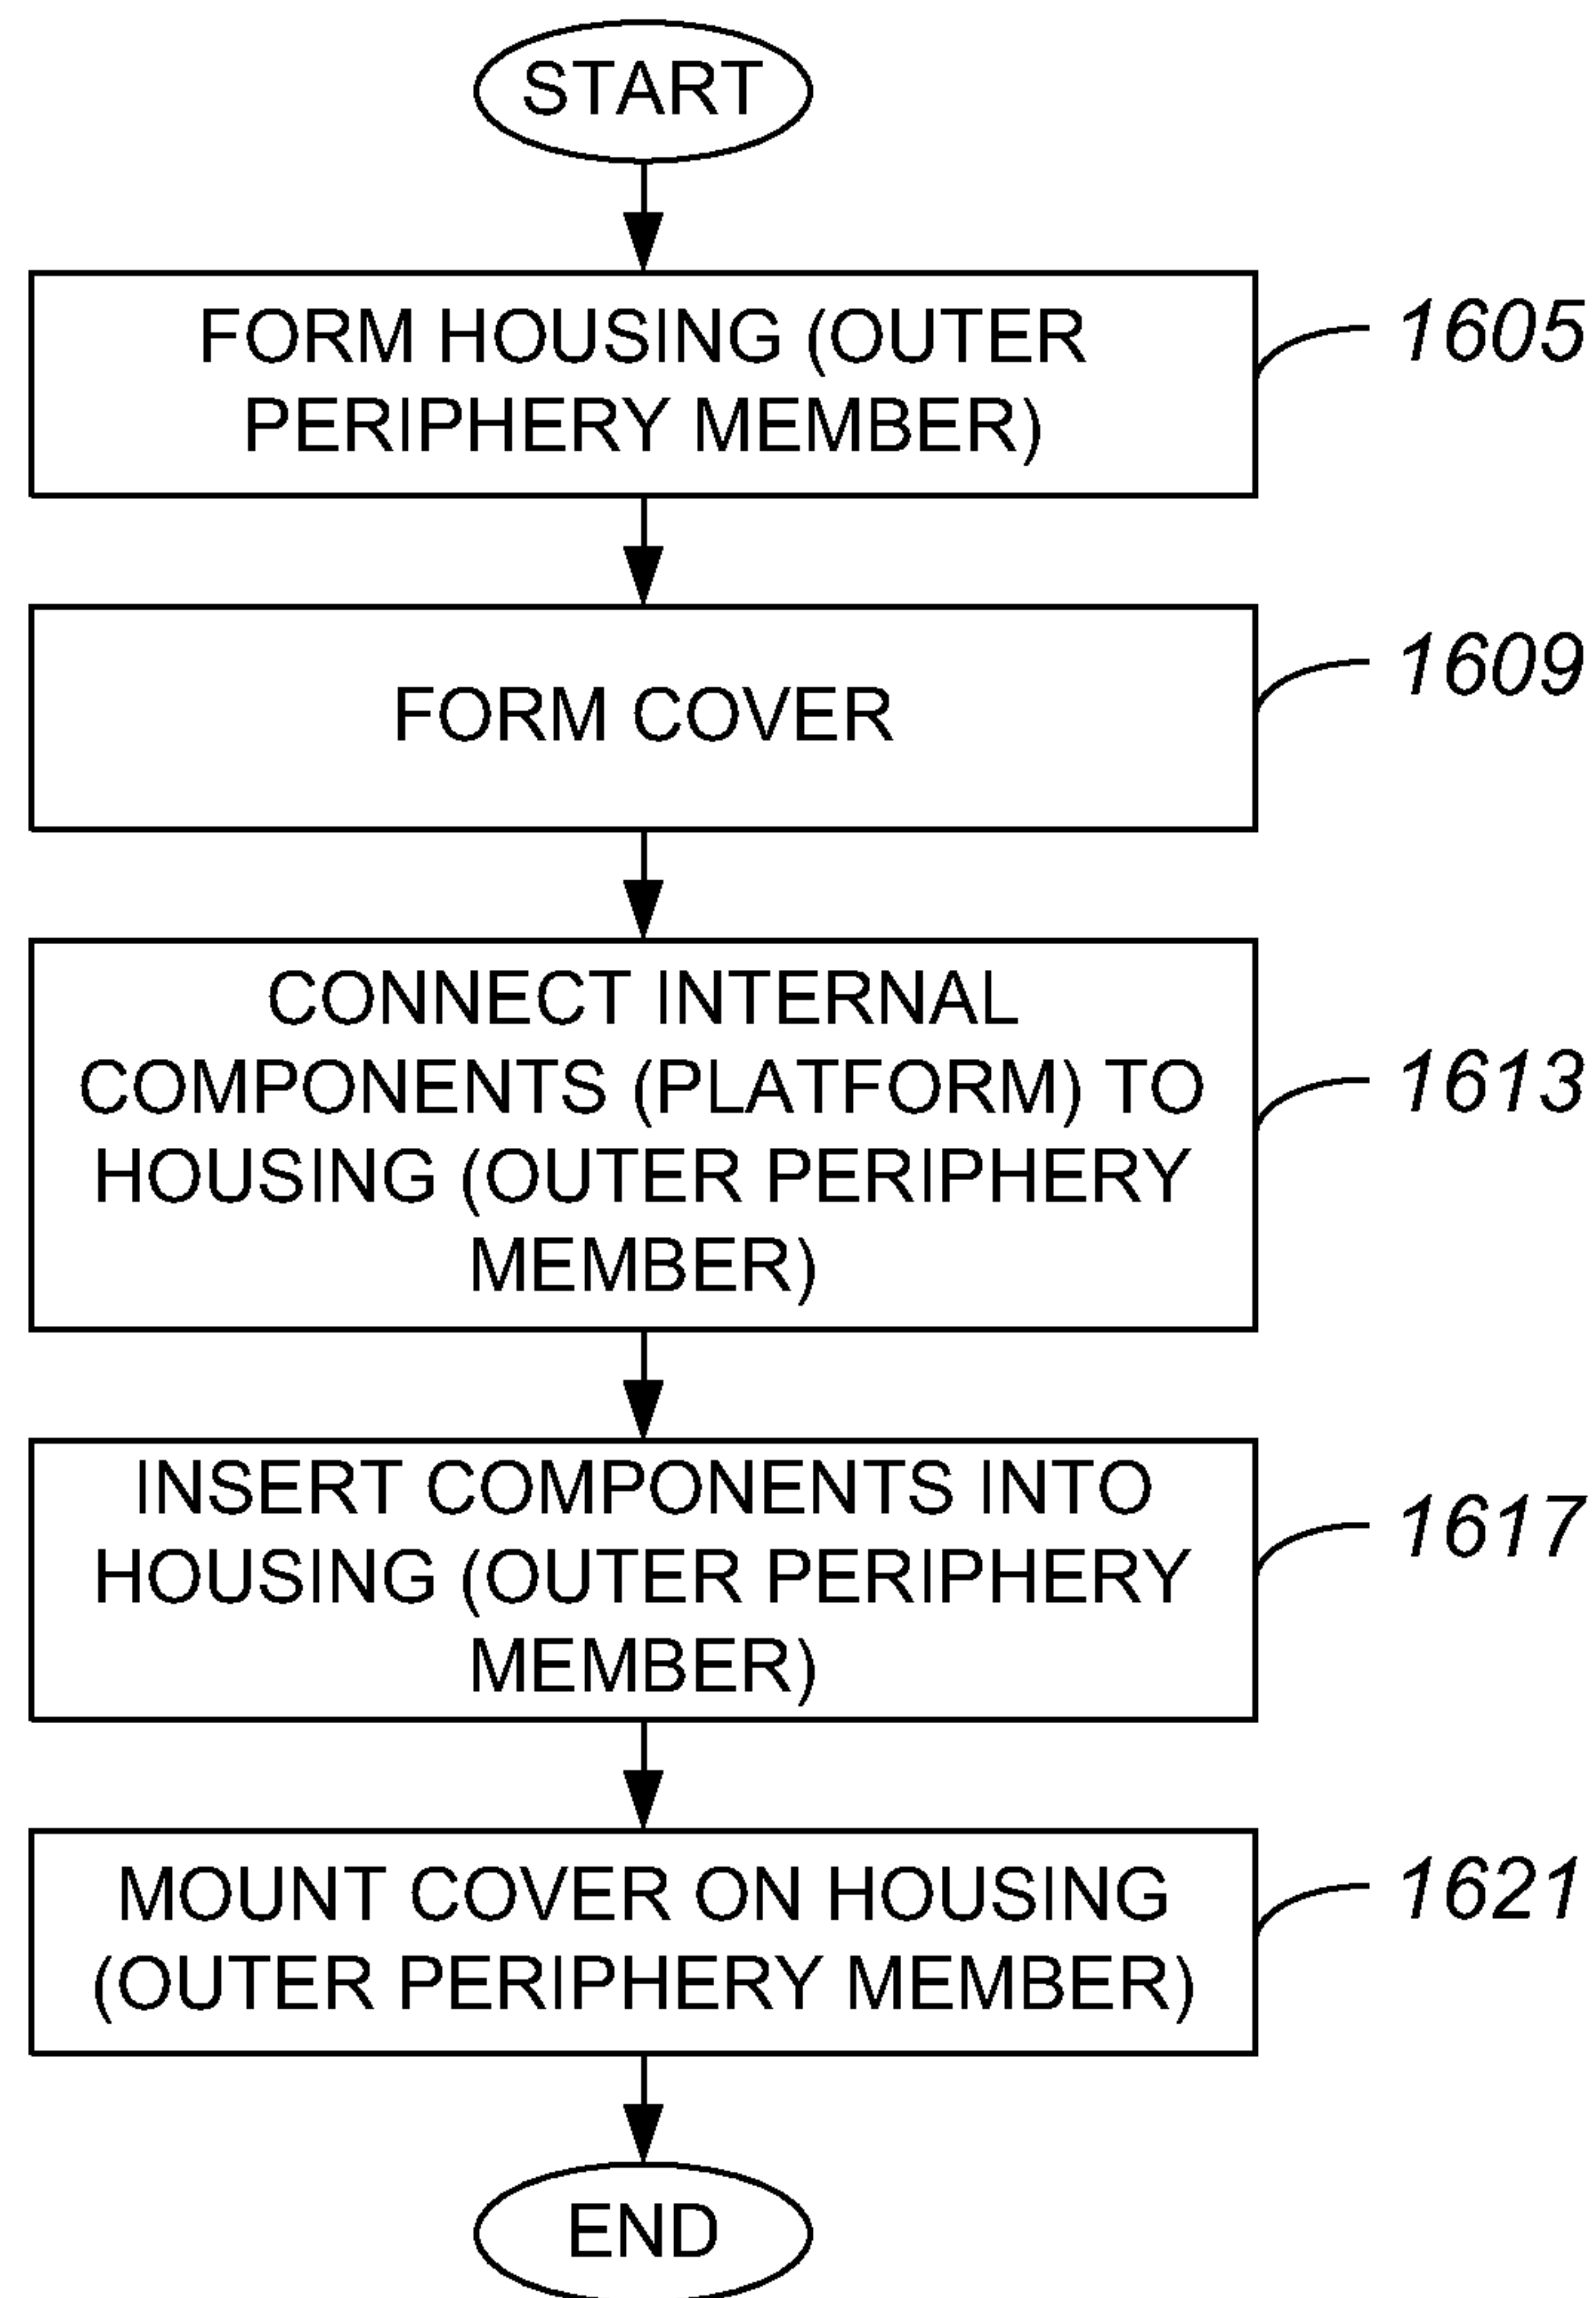 START
FORM HOUSING (OUTER
PERIPHERY MEMBER)
1605
FORM COVER
1609
CONNECT INTERNAL
COMPONENTS (PLATFORM) TO
HOUSING (OUTER PERIPHERY
MEMBER)
1613
INSERT COMPONENTS INTO
HOUSING (OUTER PERIPHERY
MEMBER)
1617
MOUNT COVER ON HOUSING
(OUTER PERIPHERY MEMBER)
1621
END